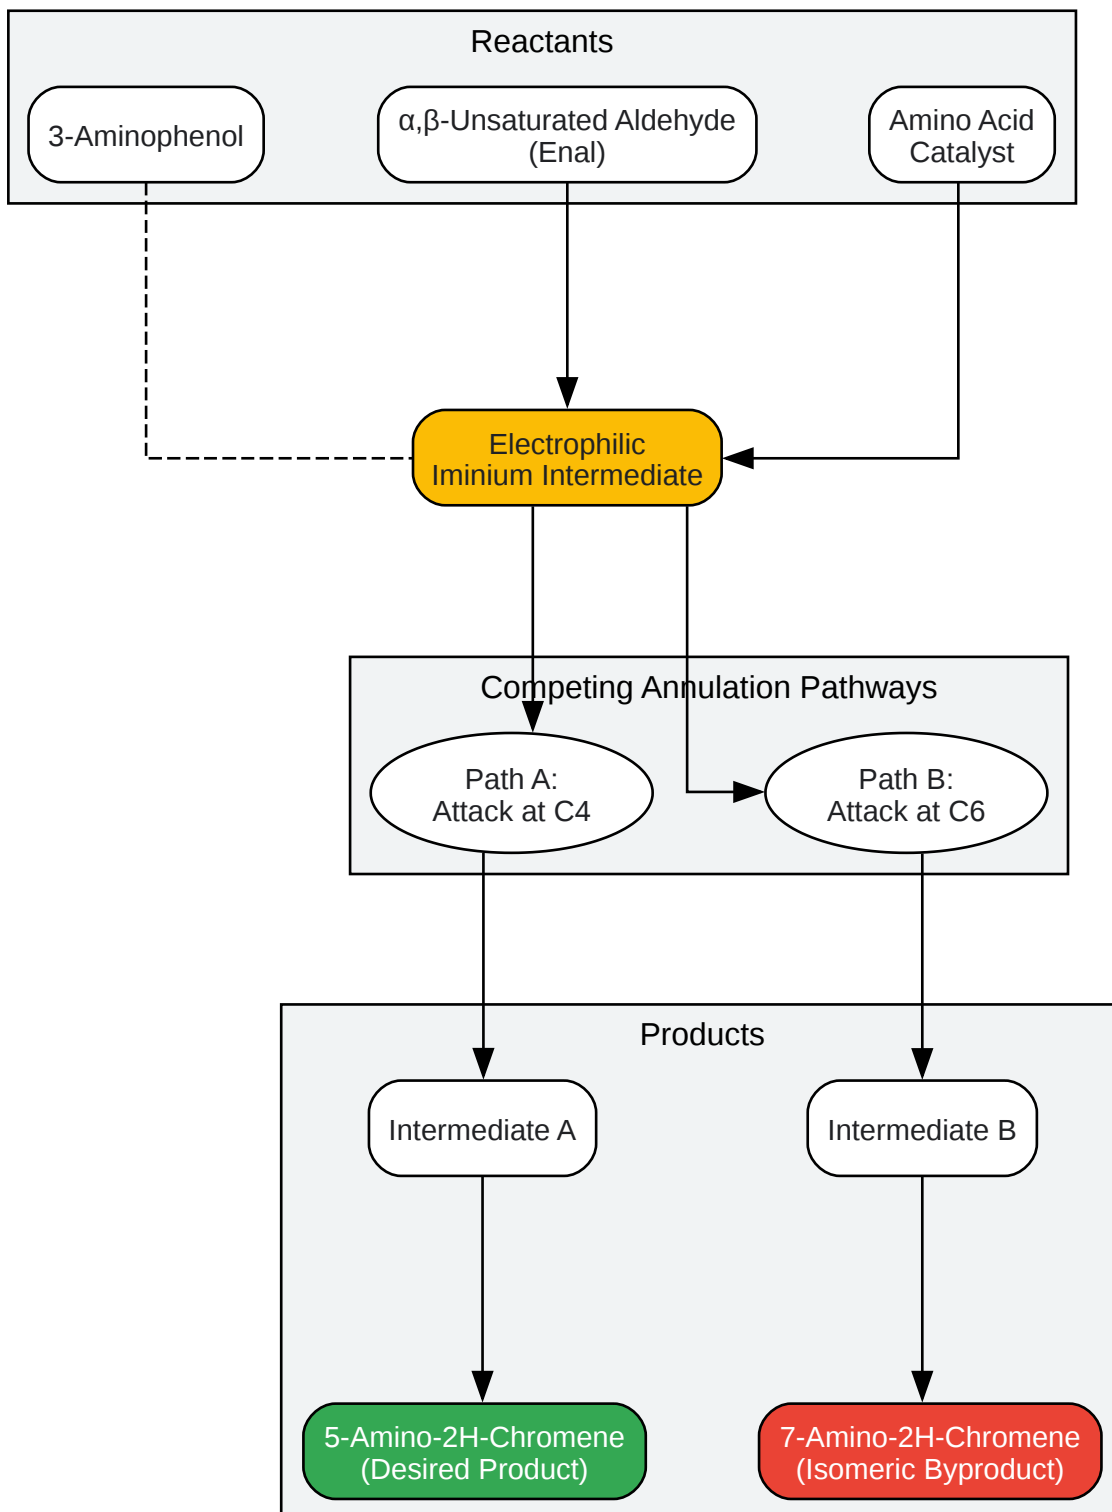 Reactants
3-Aminophenol
α,β-Unsaturated Aldehyde
(Enal)
Amino Acid
Catalyst
Electrophilic
Iminium Intermediate
Competing Annulation Pathways
Path A:
Attack at C4
Path B:
Attack at C6
Products
Intermediate A
Intermediate B
5-Amino-2H-Chromene
(Desired Product)
7-Amino-2H-Chromene
(Isomeric Byproduct)